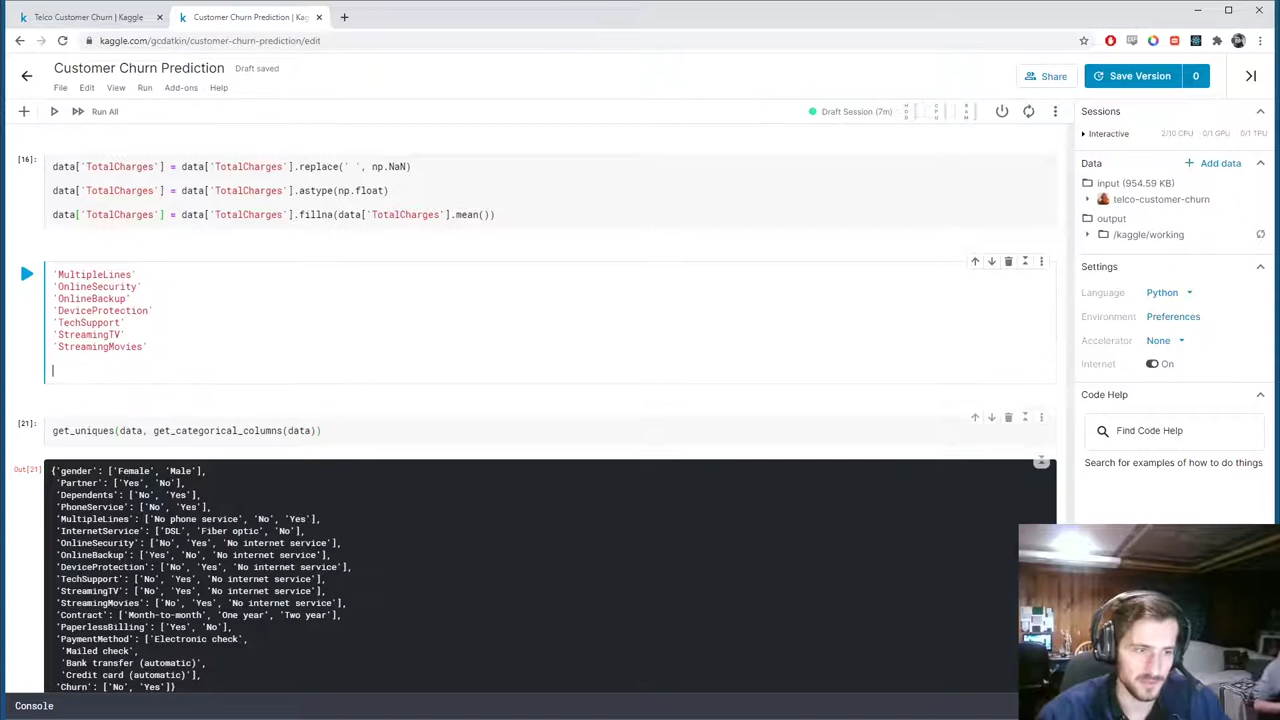 Telco Customer Churn | Kaggle
Customer Churn Prediction | Kag
kaggle.com/gcdatkin/customer-churn-prediction/edit
Customer Churn Prediction
Draft saved
File
Edit
View
Run
Add-ons
Help
Share
Save Version
0
Run All
Draft Session (7m)
[16]:
data['TotalCharges'] = data['TotalCharges'].replace(' ', np.NaN)
data['TotalCharges'] = data['TotalCharges'].astype(np.float)
data['TotalCharges'] = data['TotalCharges'].fillna(data['TotalCharges'].mean())
'MultipleLines'
'OnlineSecurity'
'OnlineBackup'
'DeviceProtection'
'TechSupport'
'StreamingTV'
'StreamingMovies'
[21]:
get_uniques(data, get_categorical_columns(data))
Out[21]
{'gender': ['Female', 'Male'],
'Partner': ['Yes', 'No'],
'Dependents': ['No', 'Yes'],
'PhoneService': ['No', 'Yes'],
'MultipleLines': ['No phone service', 'No', 'Yes'],
'InternetService': ['DSL', 'Fiber optic', 'No'],
'OnlineSecurity': ['No', 'Yes', 'No internet service'],
'OnlineBackup': ['Yes', 'No', 'No internet service'],
'DeviceProtection': ['No', 'Yes', 'No internet service'],
'TechSupport': ['No', 'Yes', 'No internet service'],
'StreamingTV': ['No', 'Yes', 'No internet service'],
'StreamingMovies': ['No', 'Yes', 'No internet service'],
'Contract': ['Month-to-month', 'One year', 'Two year'],
'PaperlessBilling': ['Yes', 'No'],
'PaymentMethod': ['Electronic check',
'Mailed check',
'Bank transfer (automatic)',
'Credit card (automatic)'],
'Churn': ['No', 'Yes']}
Console
Sessions
Interactive
2/10 CPU
0/1 GPU
0/1 TPU
Data
Add data
input (954.59 KB)
telco-customer-churn
output
/kaggle/working
Settings
Language
Python
Environment
Preferences
Accelerator
None
Internet
On
Code Help
Find Code Help
Search for examples of how to do things